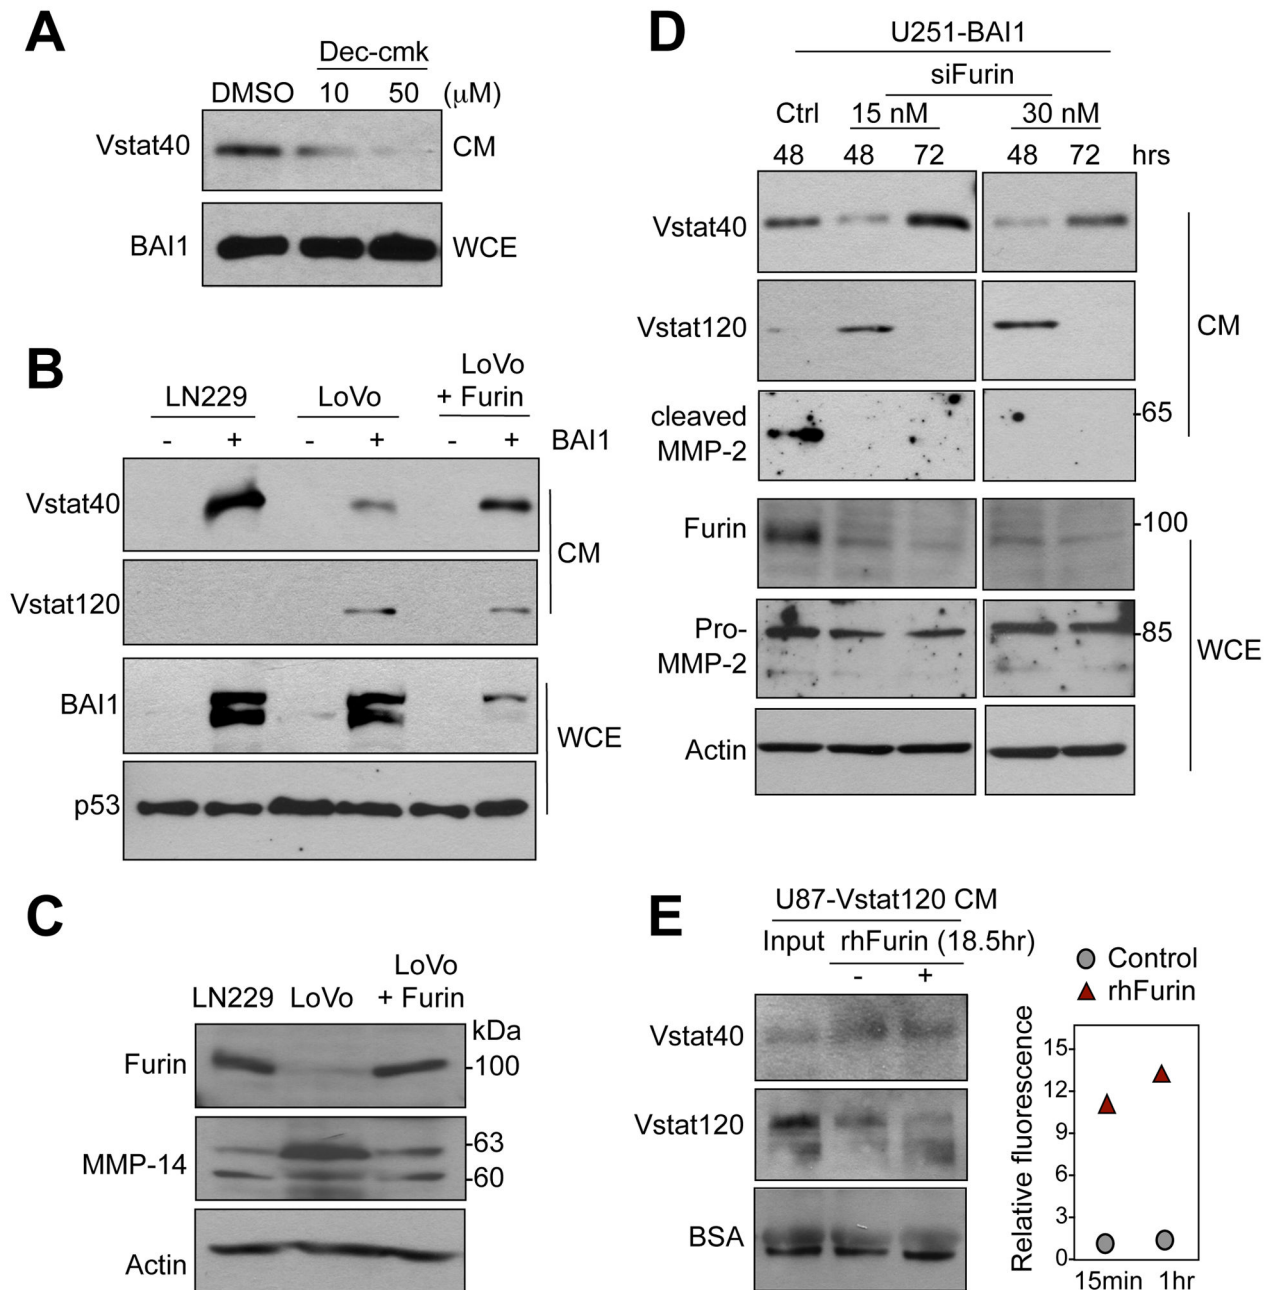 A
Dec-cmk
DMSO 10 50 (μM)
Vstat40 CM
BAI1 WCE
B
LN229 LoVo LoVo + Furin
- + - + - + BAI1
Vstat40
CM
Vstat120
BAI1
WCE
p53
C
LN229 LoVo LoVo + Furin
kDa
Furin -100
MMP-14 -63
-60
Actin
D
U251-BAI1
siFurin
Ctrl 15 nM 30 nM
48 48 72 48 72 hrs
Vstat40
Vstat120 CM
cleaved MMP-2 -65
Furin -100
Pro-MMP-2 -85
WCE
Actin
E
U87-Vstat120 CM
Input rhFurin (18.5hr)
- +
Vstat40
Vstat120
BSA
Control
rhFurin
Relative fluorescence
15
12
9
6
3
0
15min 1hr